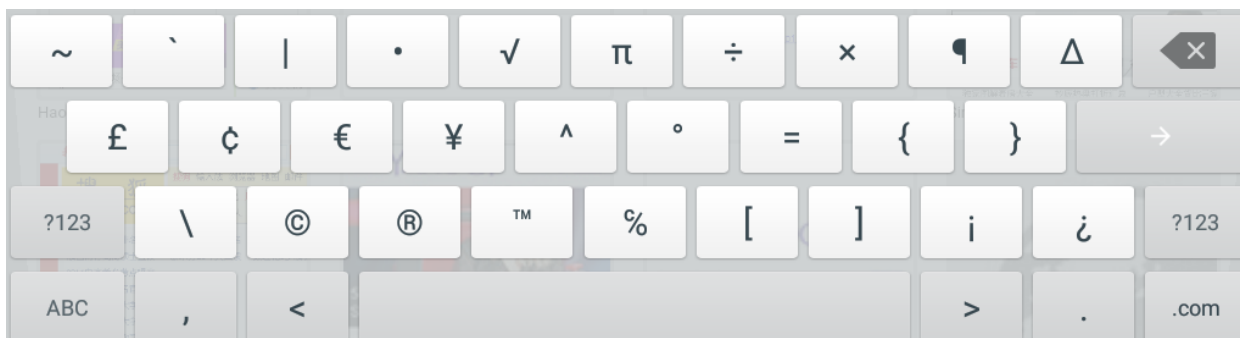 ~ ` | • √ π ÷ × ¶ Δ
£ ¢ € ¥ ^ ° = { }
?123 \ © ® ™ ℅ [ ] ¡ ¿ ?123
ABC , < > . .com